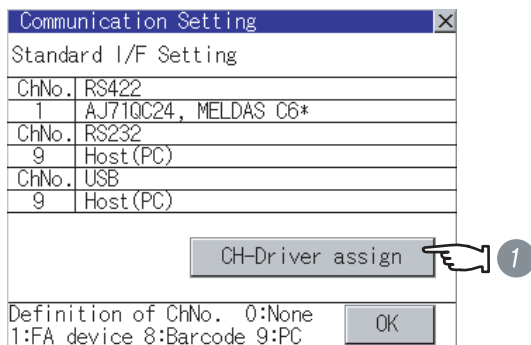 Communication Setting
Standard I/F Setting
ChNo. RS422
1 AJ71QC24, MELDAS C6*
ChNo. RS232
9 Host(PC)
ChNo. USB
9 Host(PC)
CH-Driver assign
1
Definition of ChNo. 0:None
1:FA device 8:Barcode 9:PC
OK